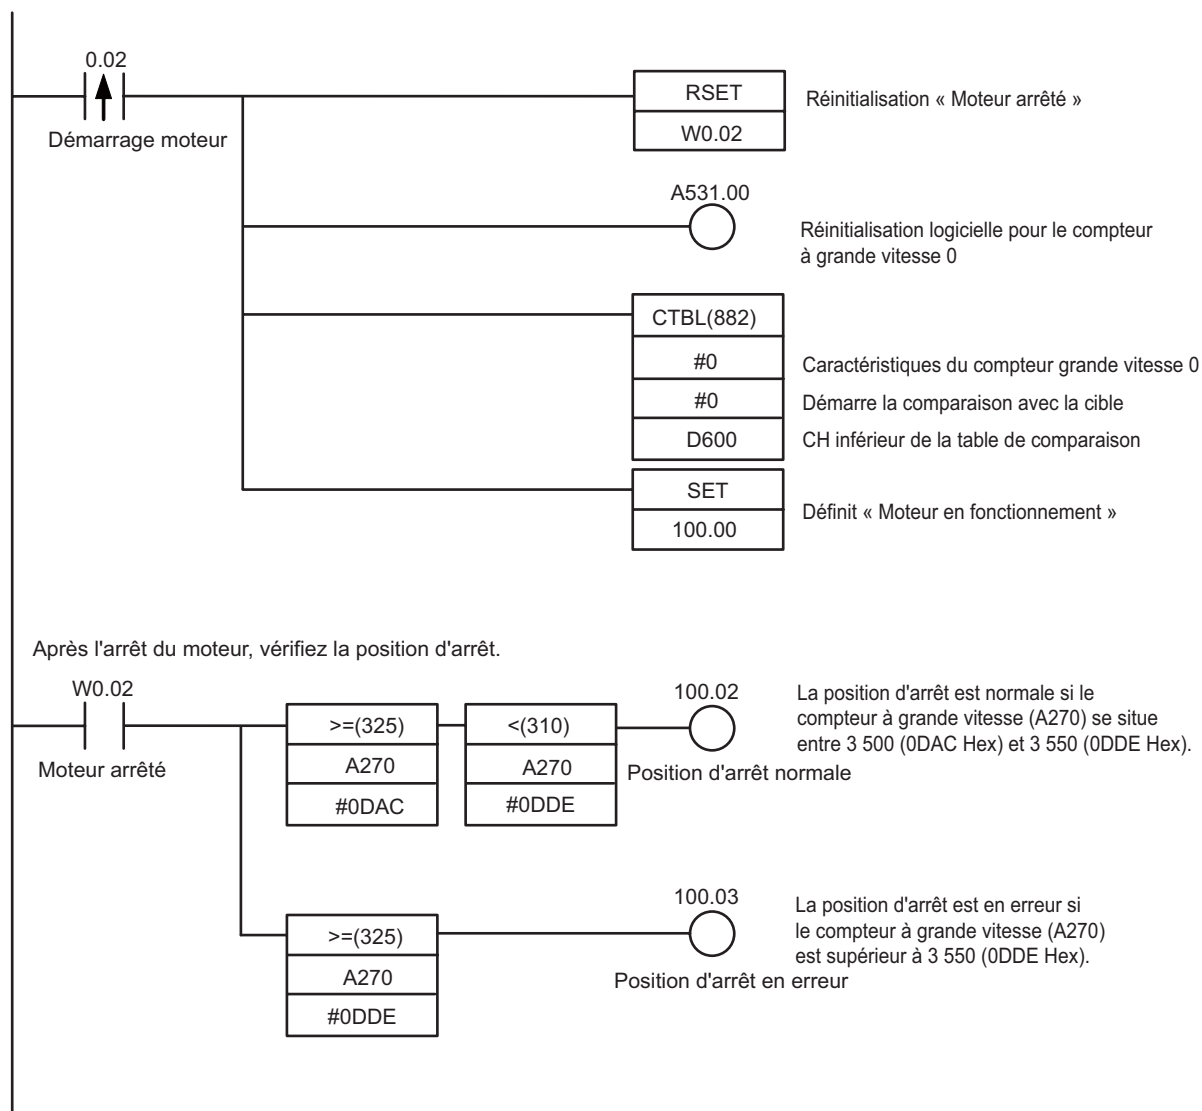 0.02
Démarrage moteur
RSET
W0.02
Réinitialisation « Moteur arrêté »
A531.00
Réinitialisation logicielle pour le compteur
à grande vitesse 0
CTBL(882)
#0
Caractéristiques du compteur grande vitesse 0
#0
Démarre la comparaison avec la cible
D600
CH inférieur de la table de comparaison
SET
100.00
Définit « Moteur en fonctionnement »
Après l'arrêt du moteur, vérifiez la position d'arrêt.
W0.02
Moteur arrêté
>=(325)
A270
#0DAC
<(310)
A270
#0DDE
100.02
Position d'arrêt normale
La position d'arrêt est normale si le
compteur à grande vitesse (A270) se situe
entre 3 500 (0DAC Hex) et 3 550 (0DDE Hex).
>=(325)
A270
#0DDE
100.03
Position d'arrêt en erreur
La position d'arrêt est en erreur si
le compteur à grande vitesse (A270)
est supérieur à 3 550 (0DDE Hex).